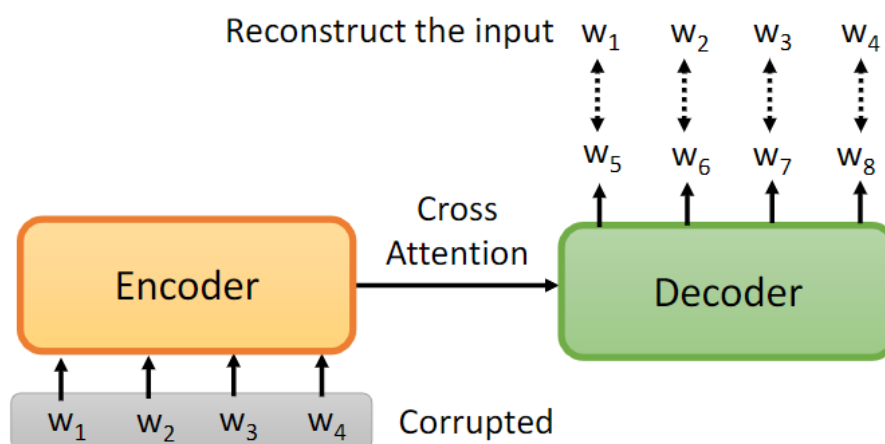 Reconstruct the input w₁ w₂ w₃ w₄
w₅ w₆ w₇ w₈
Cross
Attention
Encoder
Decoder
w₁ w₂ w₃ w₄ Corrupted